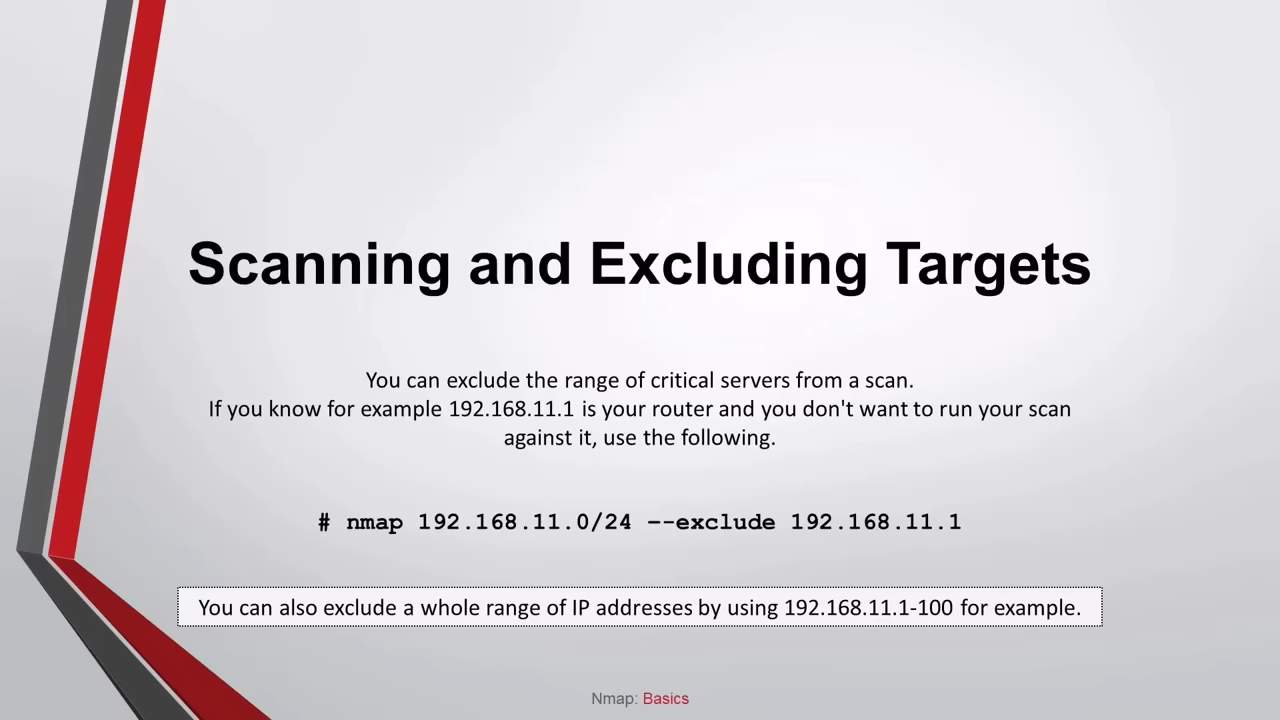 Scanning and Excluding Targets
You can exclude the range of critical servers from a scan.
If you know for example 192.168.11.1 is your router and you don't want to run your scan
against it, use the following.
# nmap 192.168.11.0/24 –-exclude 192.168.11.1
You can also exclude a whole range of IP addresses by using 192.168.11.1-100 for example.
Nmap: Basics